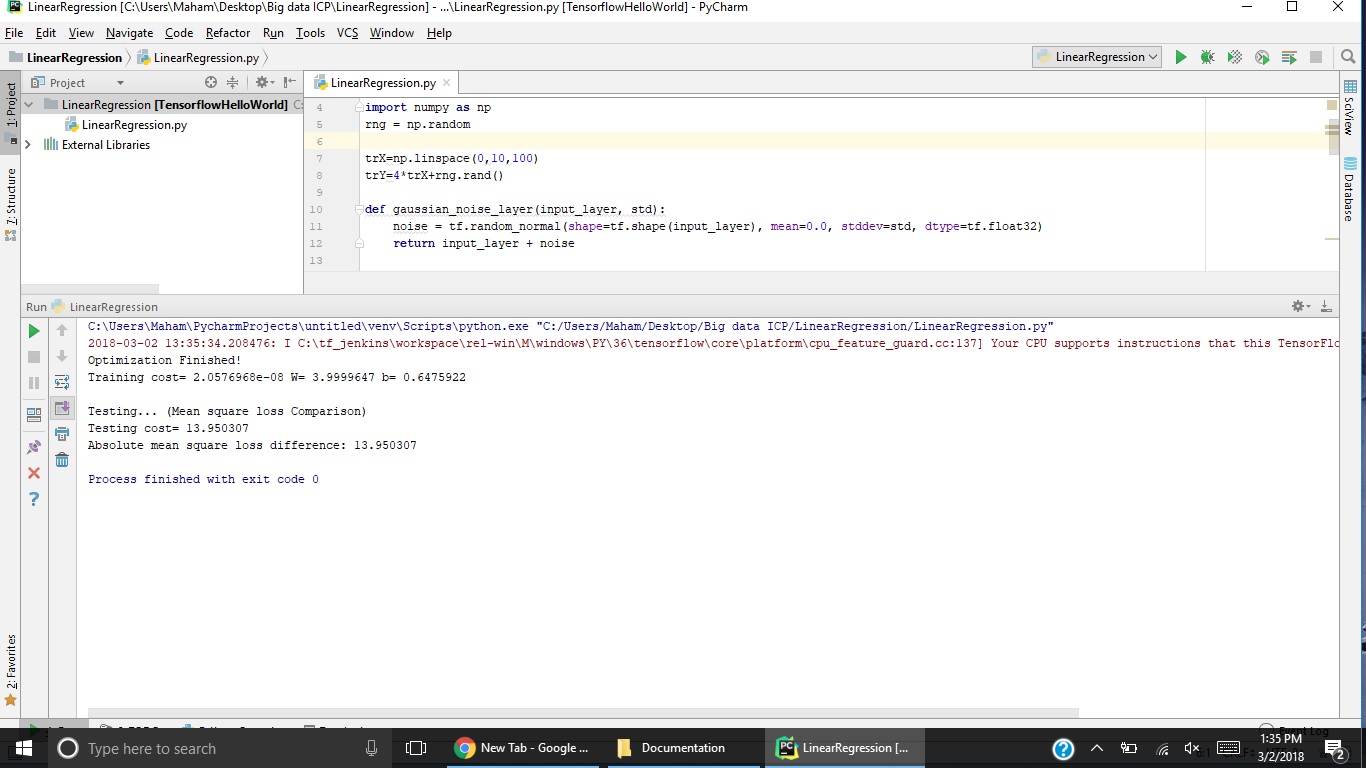 LinearRegression [C:\Users\Maham\Desktop\Big data ICP\LinearRegression] - ...\LinearRegression.py [TensorflowHelloWorld] - PyCharm
File Edit View Navigate Code Refactor Run Tools VCS Window Help
LinearRegression LinearRegression.py
LinearRegression
1: Project
Project
LinearRegression.py
LinearRegression [TensorflowHelloWorld] C:
LinearRegression.py
External Libraries
7: Structure
4 import numpy as np
5 rng = np.random
6
7 trX=np.linspace(0,10,100)
8 trY=4*trX+rng.rand()
9
10 def gaussian_noise_layer(input_layer, std):
11 noise = tf.random_normal(shape=tf.shape(input_layer), mean=0.0, stddev=std, dtype=tf.float32)
12 return input_layer + noise
13
SciView
Database
Run LinearRegression
C:\Users\Maham\PycharmProjects\untitled\venv\Scripts\python.exe "C:/Users/Maham/Desktop/Big data ICP/LinearRegression/LinearRegression.py"
2018-03-02 13:35:34.208476: I C:\tf_jenkins\workspace\rel-win\M\windows\PY\36\tensorflow\core\platform\cpu_feature_guard.cc:137] Your CPU supports instructions that this TensorFlo
Optimization Finished!
Training cost= 2.0576968e-08 W= 3.9999647 b= 0.6475922
Testing... (Mean square loss Comparison)
Testing cost= 13.950307
Absolute mean square loss difference: 13.950307
Process finished with exit code 0
2: Favorites
Type here to search
New Tab - Google ...
Documentation
LinearRegression [...
1:35 PM
3/2/2018
2